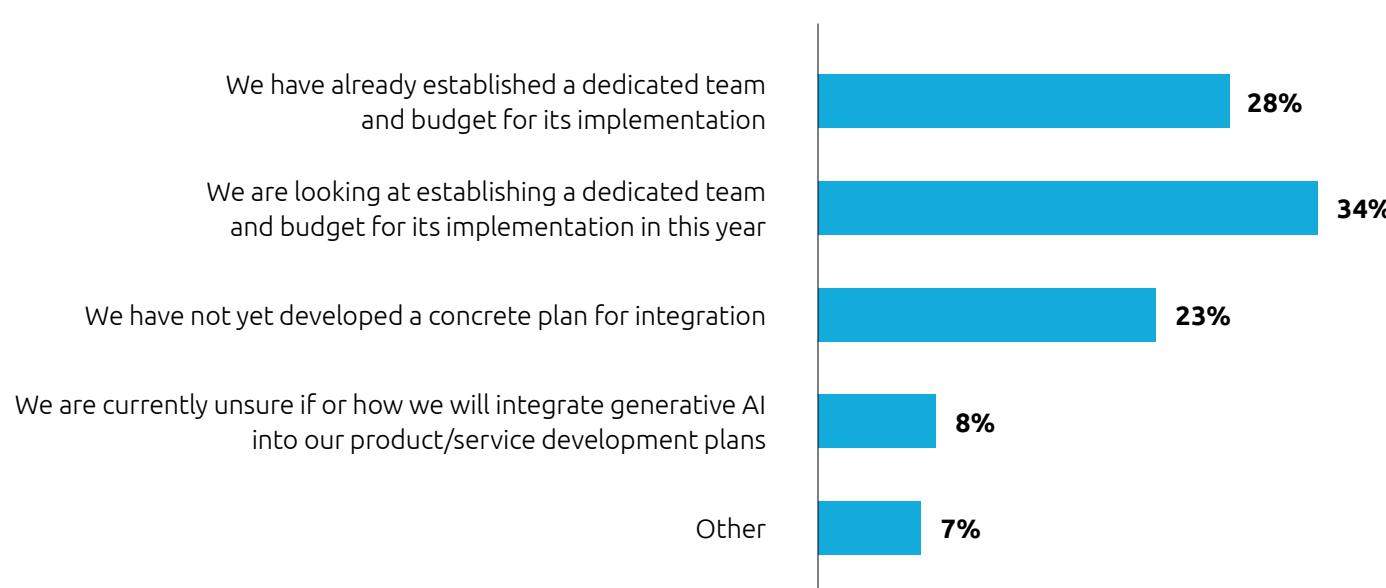 We have already established a dedicated team
and budget for its implementation
28%
We are looking at establishing a dedicated team
and budget for its implementation in this year
34%
We have not yet developed a concrete plan for integration
23%
We are currently unsure if or how we will integrate generative AI
into our product/service development plans
8%
Other
7%